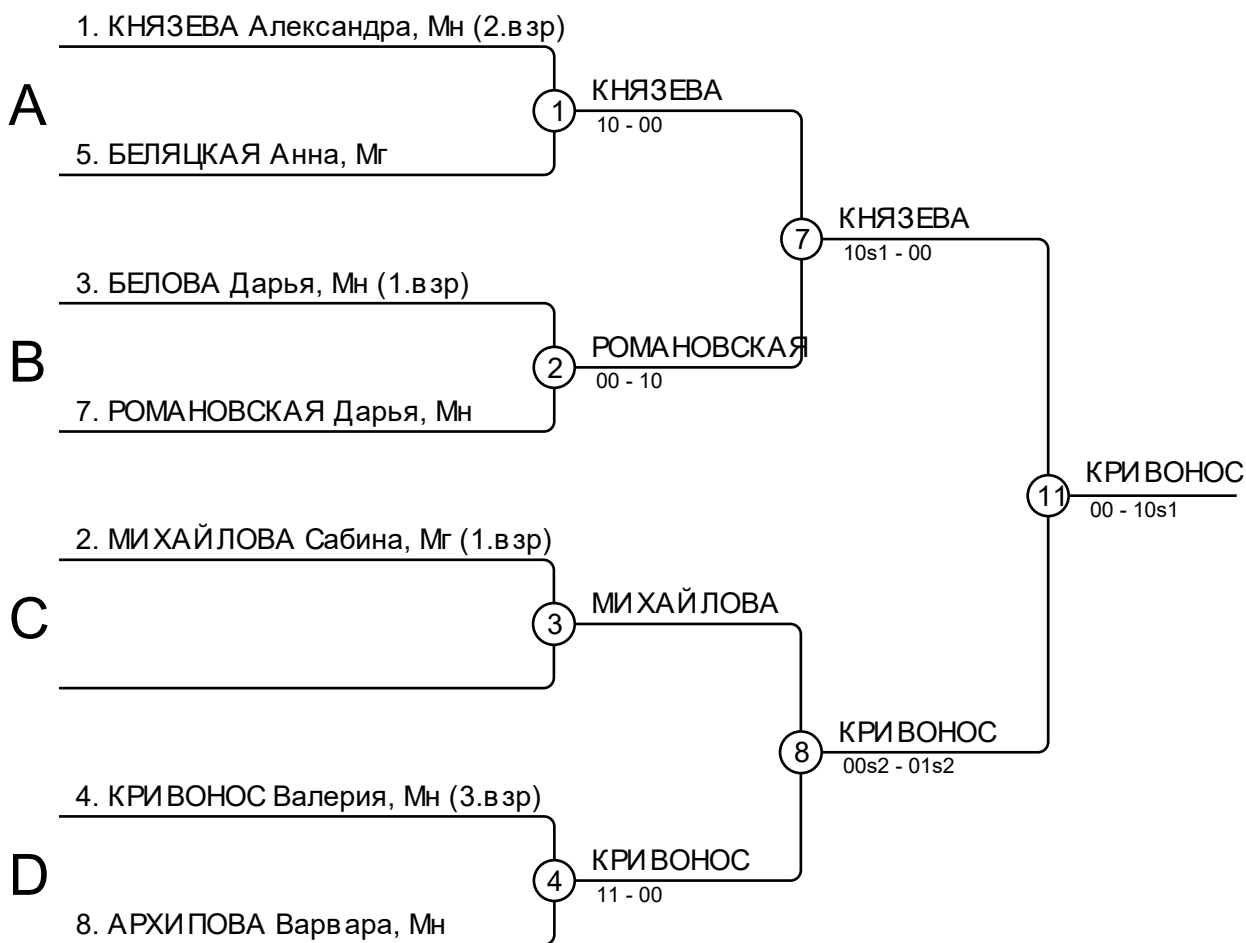 1. КНЯЗЕВА Александра, Мн (2.взр)
A
1
КНЯЗЕВА
10 - 00
5. БЕЛЯЦКАЯ Анна, Мг
7
КНЯЗЕВА
10s1 - 00
3. БЕЛОВА Дарья, Мн (1.взр)
B
2
РОМАНОВСКАЯ
00 - 10
7. РОМАНОВСКАЯ Дарья, Мн
11
КРИВОНОС
00 - 10s1
2. МИХАЙЛОВА Сабина, Мг (1.взр)
C
3
МИХАЙЛОВА
8
КРИВОНОС
00s2 - 01s2
4. КРИВОНОС Валерия, Мн (3.взр)
D
4
КРИВОНОС
11 - 00
8. АРХИПОВА Варвара, Мн